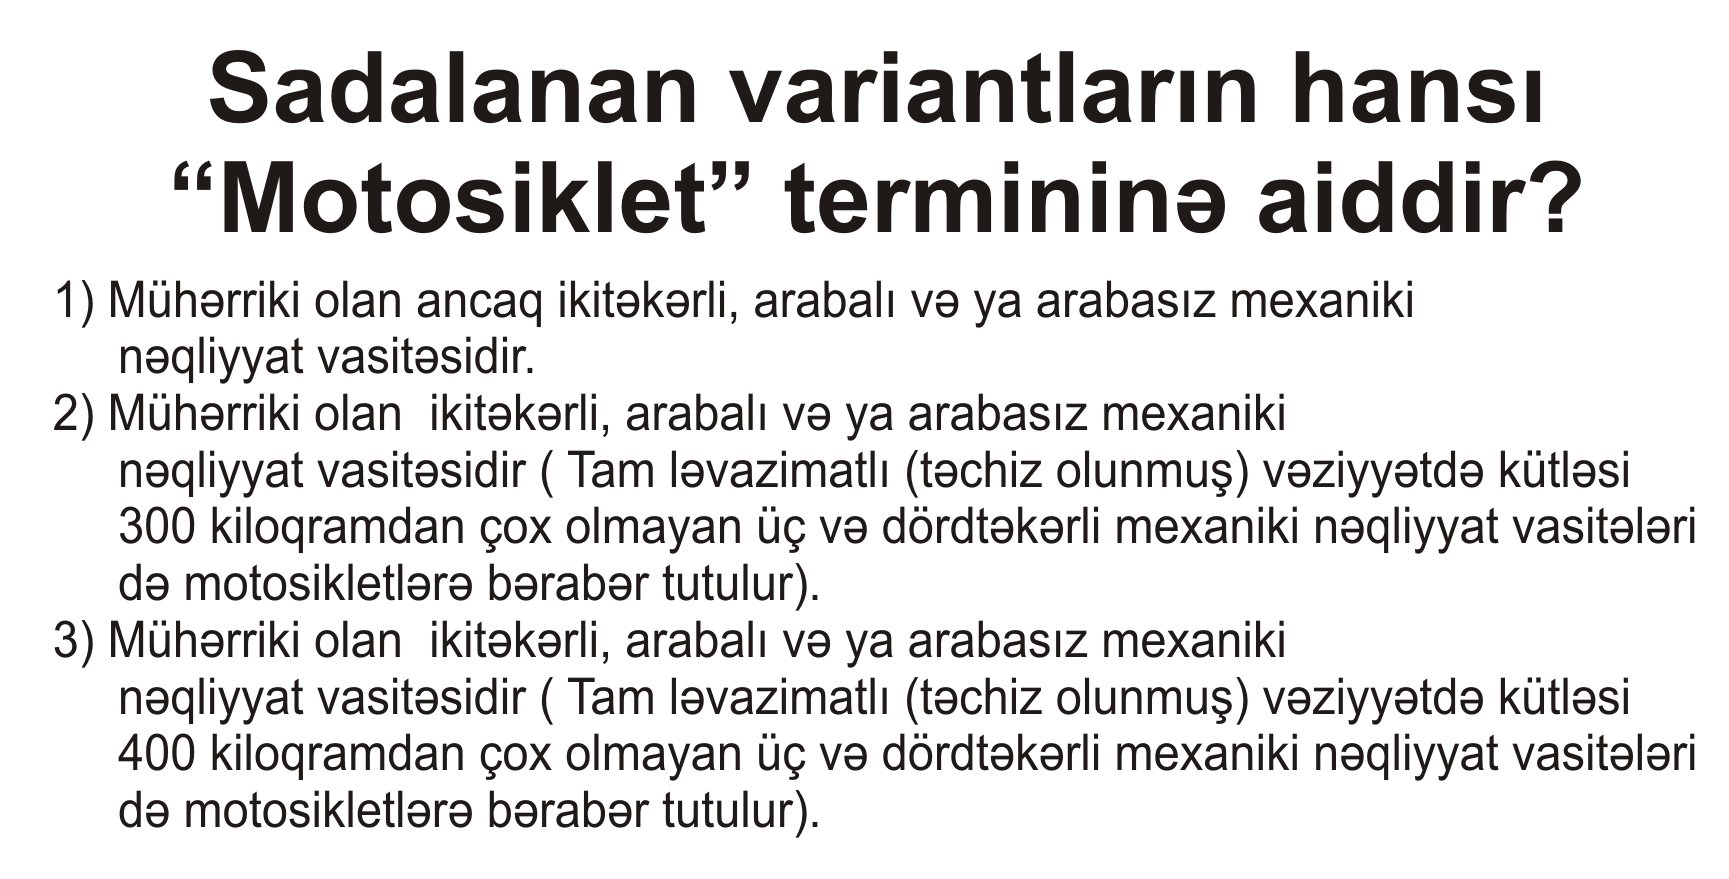 Sadalanan variantların hansı
“Motosiklet” termininə aiddir?
1) Mühərriki olan ancaq ikitəkərli, arabalı və ya arabasız mexaniki
nəqliyyat vasitəsidir.
2) Mühərriki olan  ikitəkərli, arabalı və ya arabasız mexaniki
nəqliyyat vasitəsidir ( Tam ləvazimatlı (təchiz olunmuş) vəziyyətdə kütləsi
300 kiloqramdan çox olmayan üç və dördtəkərli mexaniki nəqliyyat vasitələri
də motosikletlərə bərabər tutulur).
3) Mühərriki olan  ikitəkərli, arabalı və ya arabasız mexaniki
nəqliyyat vasitəsidir ( Tam ləvazimatlı (təchiz olunmuş) vəziyyətdə kütləsi
400 kiloqramdan çox olmayan üç və dördtəkərli mexaniki nəqliyyat vasitələri
də motosikletlərə bərabər tutulur).